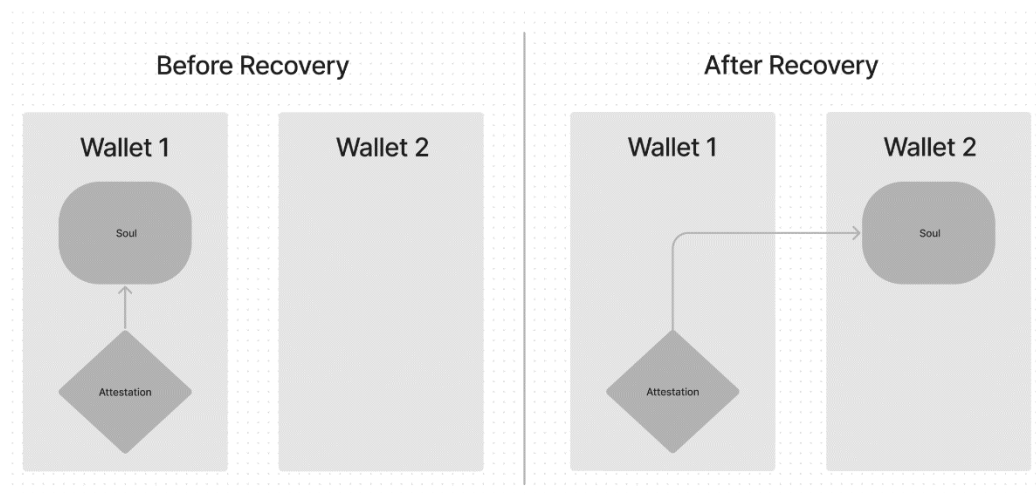 Before Recovery
Wallet 1
Wallet 2
Soul
Attestation
After Recovery
Wallet 1
Wallet 2
Soul
Attestation